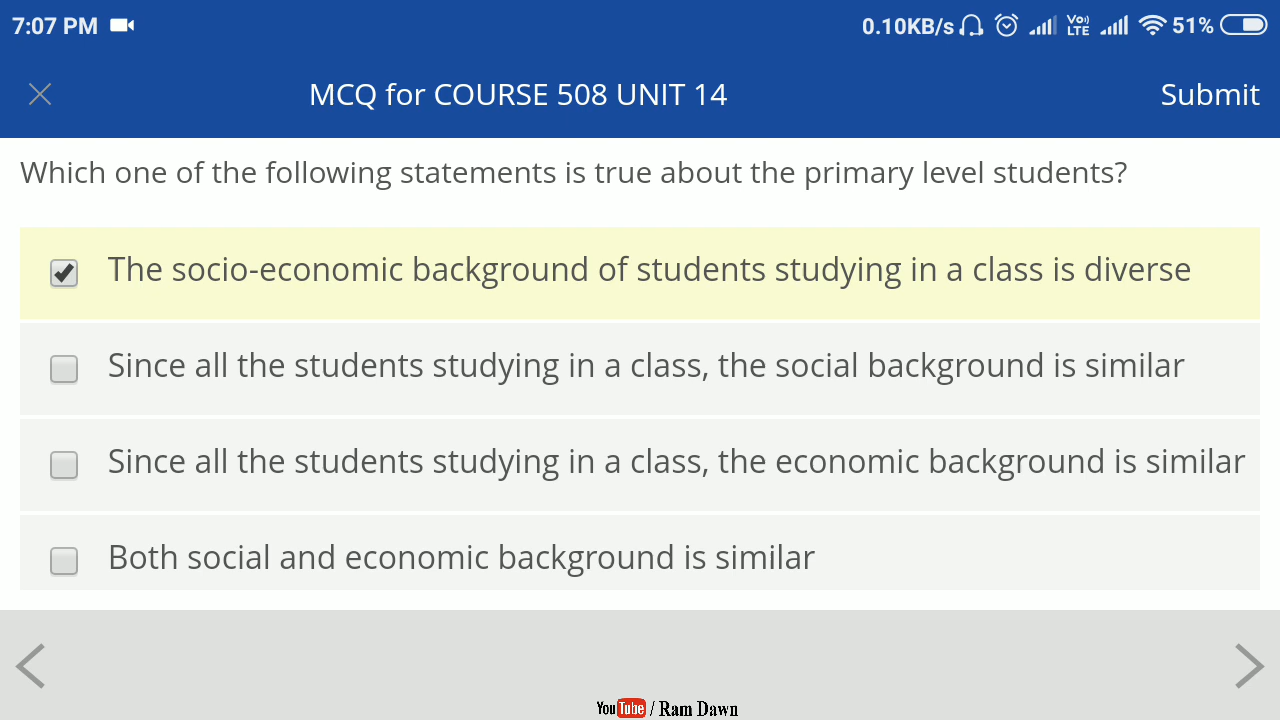 7:07 PM 0.10KB/s Vo) LTE 51%
MCQ for COURSE 508 UNIT 14 Submit
Which one of the following statements is true about the primary level students?
The socio-economic background of students studying in a class is diverse
Since all the students studying in a class, the social background is similar
Since all the students studying in a class, the economic background is similar
Both social and economic background is similar
YouTube / Ram Dawn